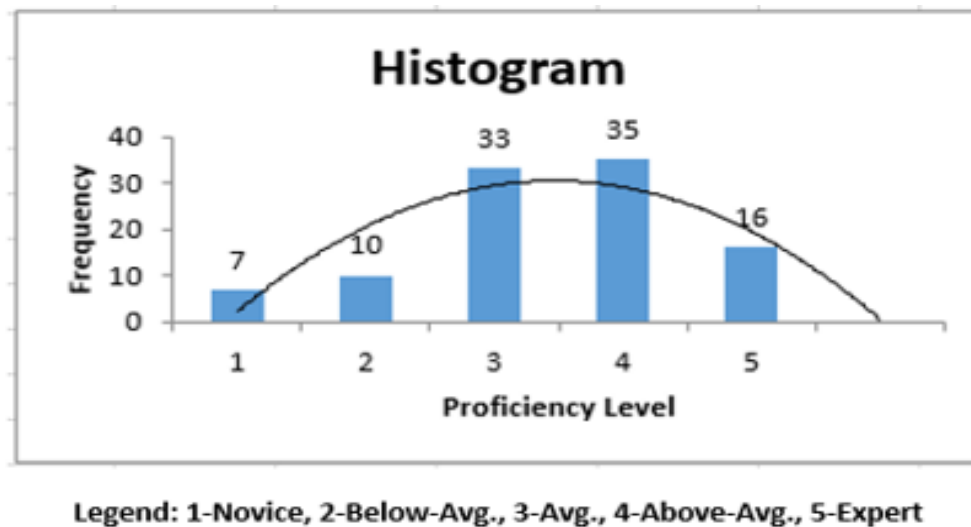 Histogram
40
30
20
10
0
Frequency
7
10
33
35
16
1 2 3 4 5
Proficiency Level
Legend: 1-Novice, 2-Below-Avg., 3-Avg., 4-Above-Avg., 5-Expert